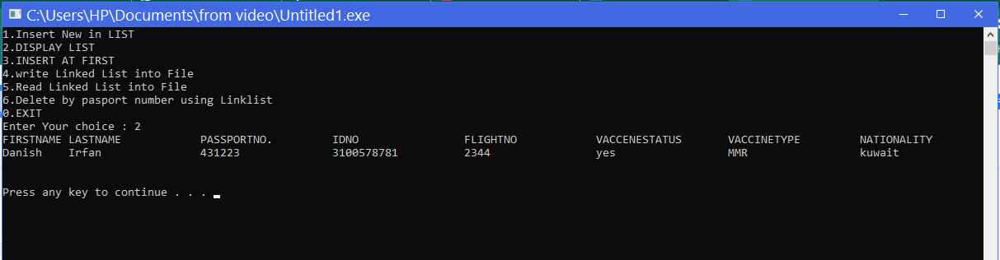 C:\Users\HP\Documents\from video\Untitled1.exe
1.Insert New in LIST
2.DISPLAY LIST
3.INSERT AT FIRST
4.write Linked List into File
5.Read Linked List into File
6.Delete by pasport number using Linklist
0.EXIT
Enter Your choice : 2
FIRSTNAME LASTNAME PASSPORTNO. IDNO FLIGHTNO VACCENESTATUS VACCINETYPE NATIONALITY
Danish Irfan 431223 3100578781 2344 yes MMR kuwait
Press any key to continue . . .